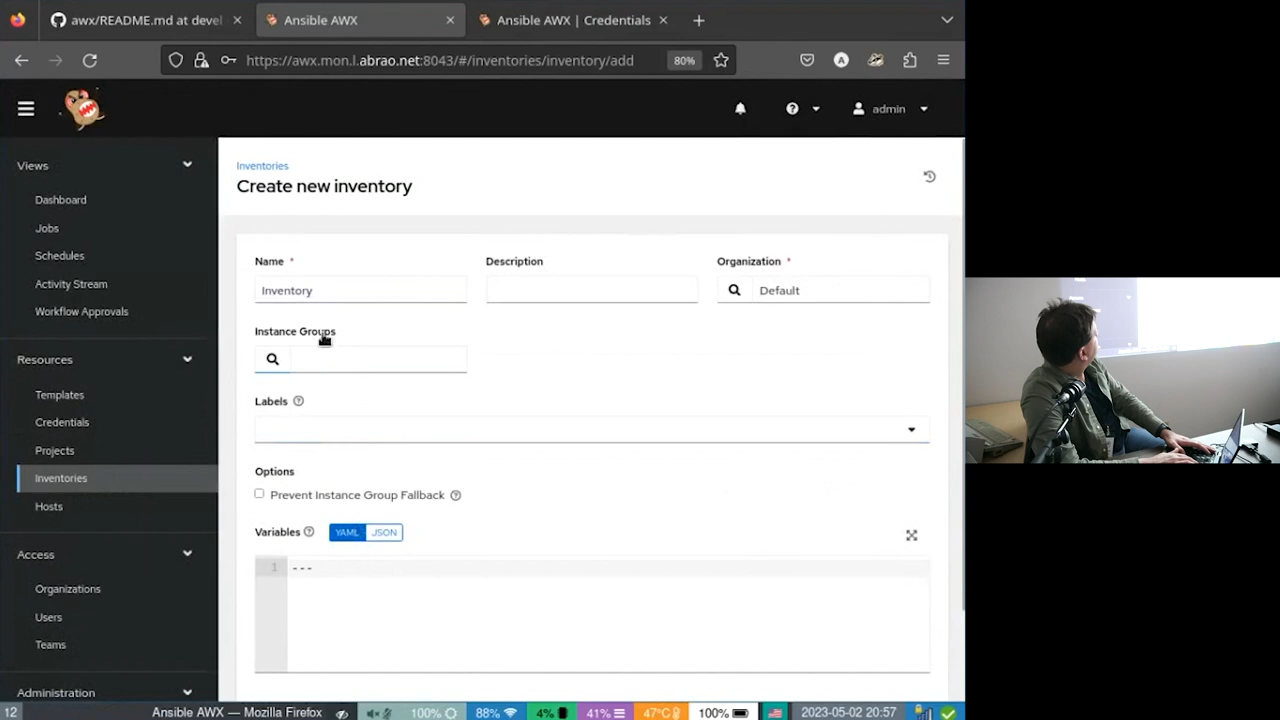 awx/README.md at devel
Ansible AWX
Ansible AWX | Credentials
https://awx.mon.l.abrao.net:8043/#/inventories/inventory/add
80%
A
admin
Views
Dashboard
Jobs
Schedules
Activity Stream
Workflow Approvals
Resources
Templates
Credentials
Projects
Inventories
Hosts
Access
Organizations
Users
Teams
Administration
Inventories
Create new inventory
Name *
Description
Organization *
Inventory
Default
Instance Groups
Labels
Options
Prevent Instance Group Fallback
Variables
YAML
JSON
1
---
12
Ansible AWX — Mozilla Firefox
100%
88%
4%
41%
47°C
100%
2023-05-02 20:57